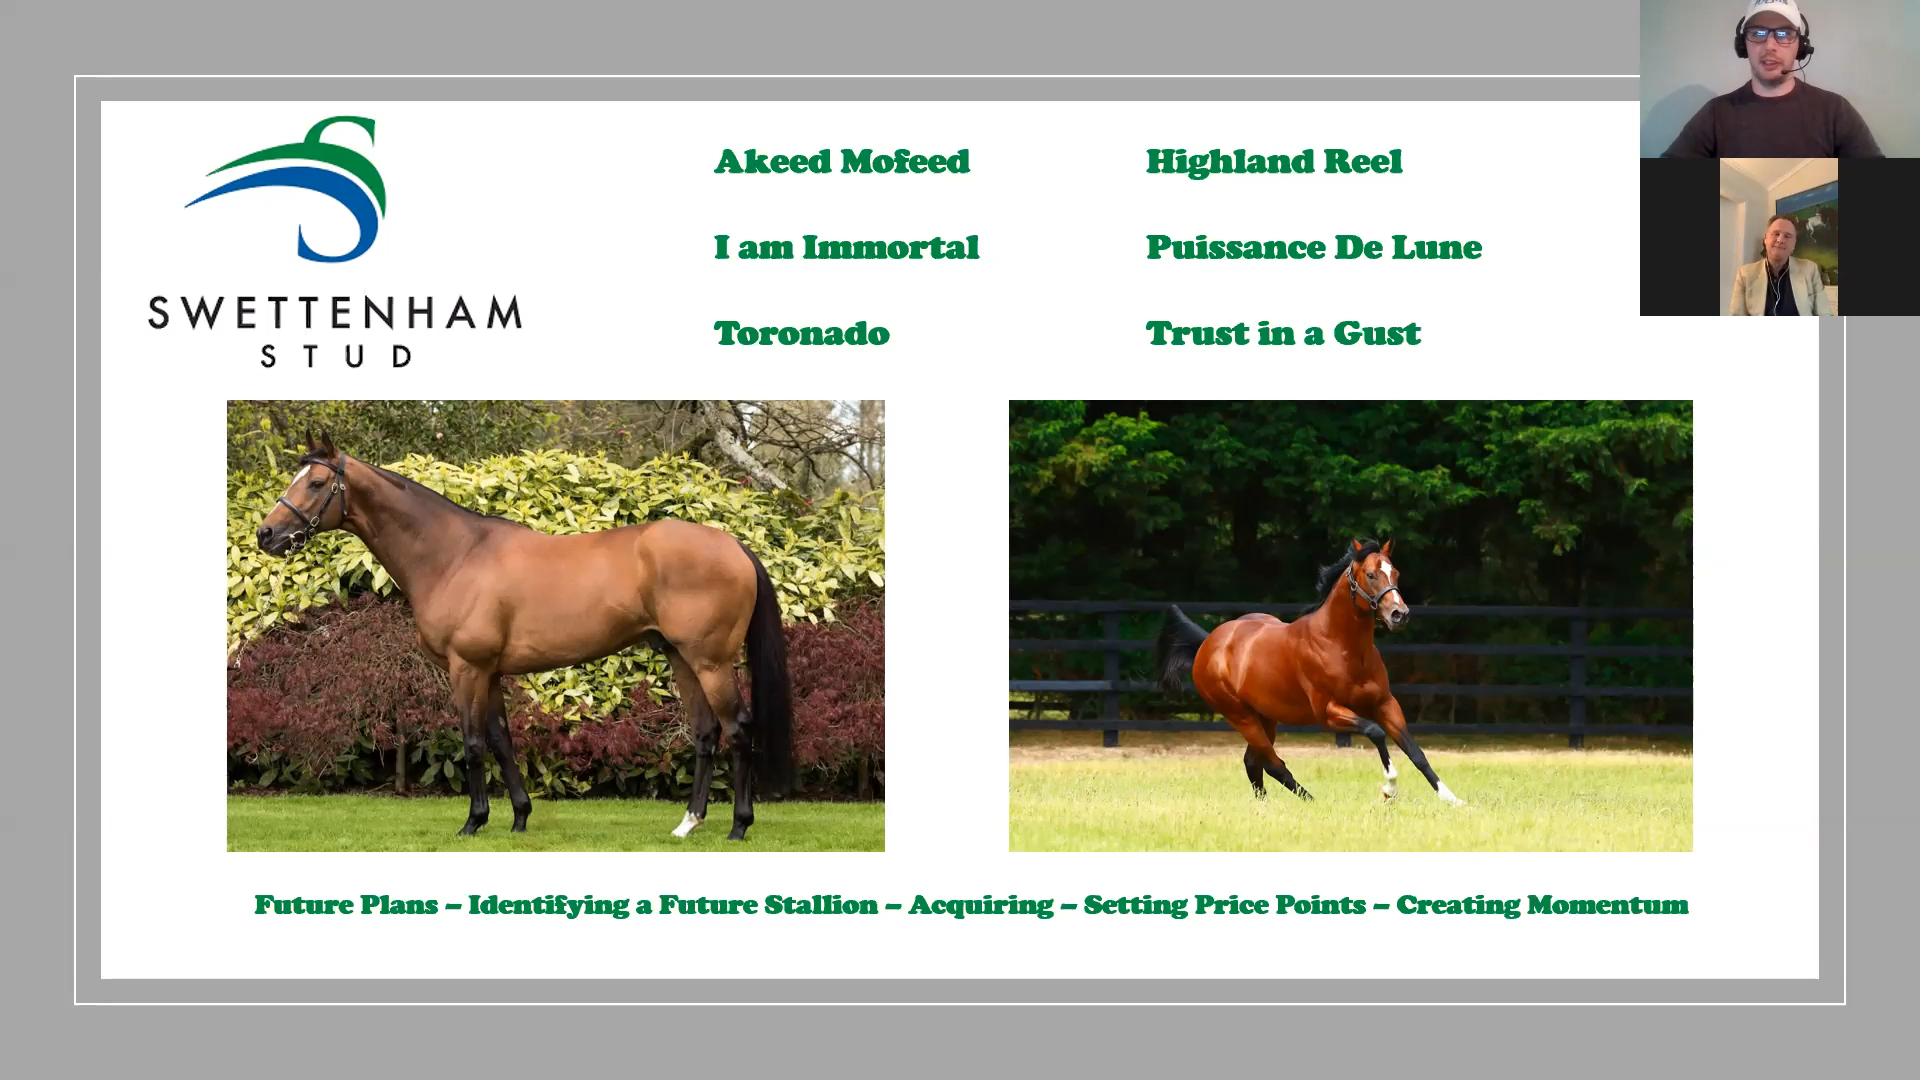 SWETTENHAM
STUD
Akeed Mofeed
Highland Reel
I am Immortal
Puissance De Lune
Toronado
Trust in a Gust
Future Plans – Identifying a Future Stallion – Acquiring – Setting Price Points – Creating Momentum